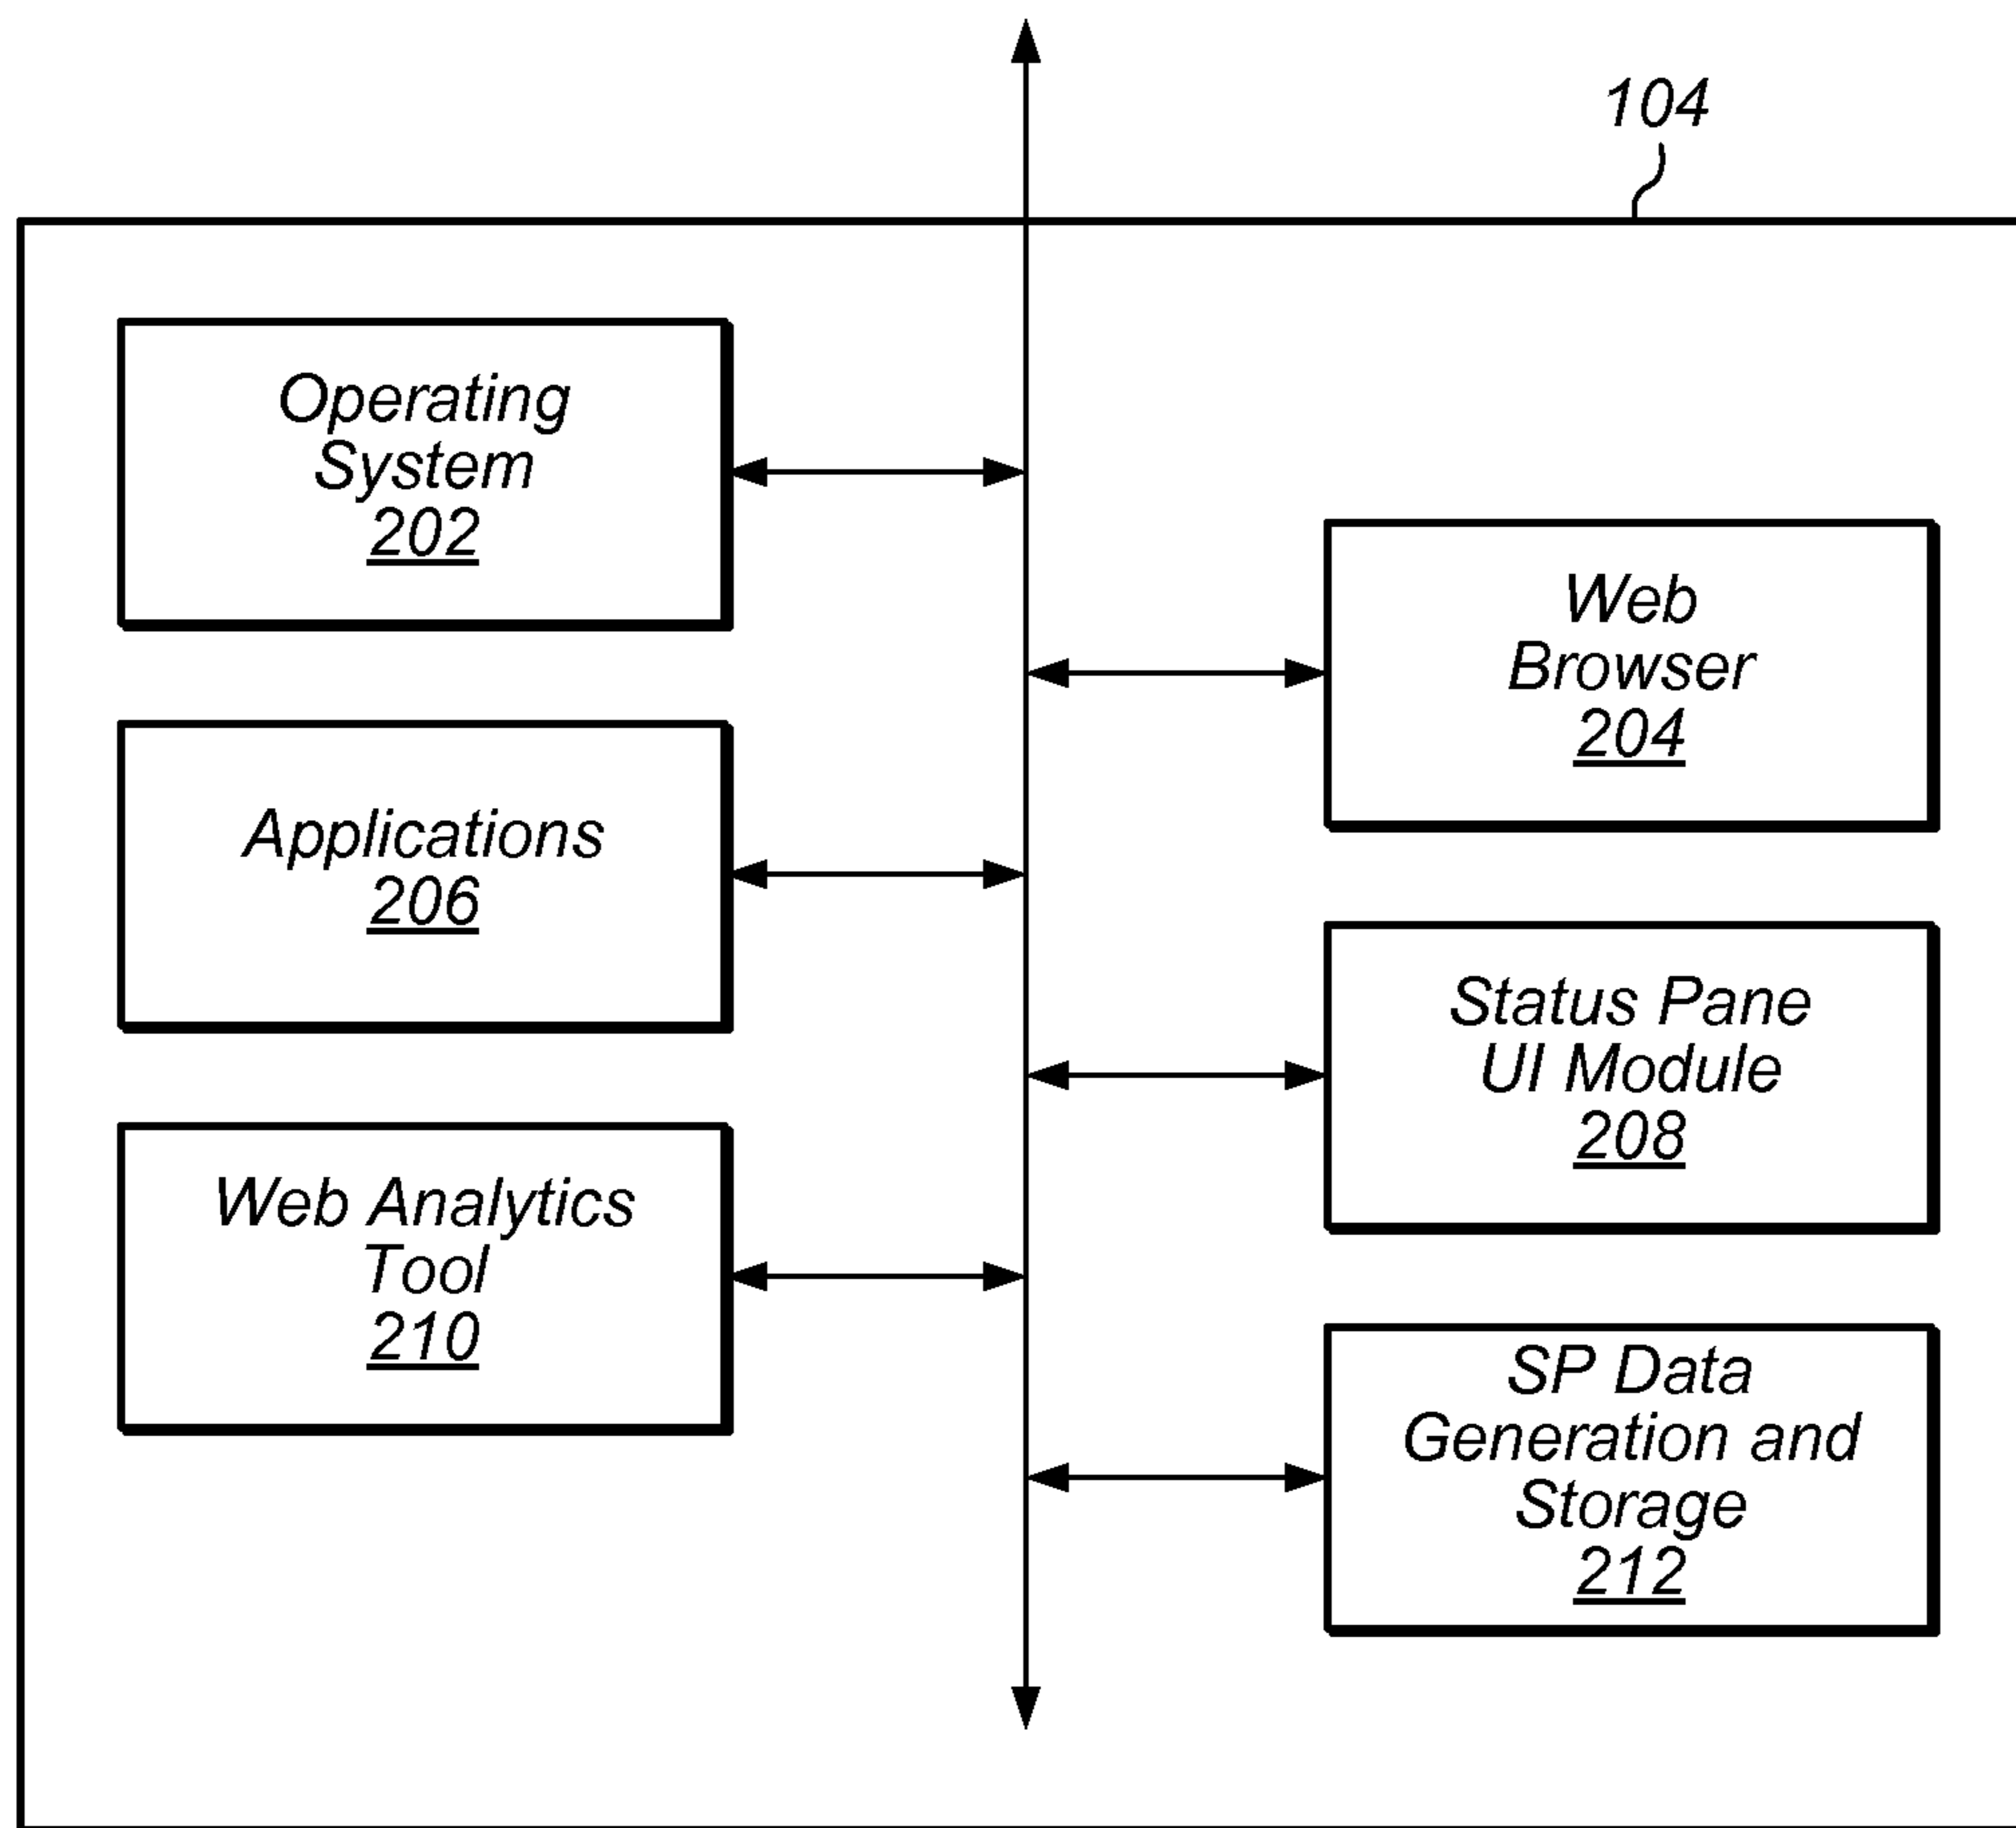 104
Operating
System
202
Web
Browser
204
Applications
206
Status Pane
UI Module
208
Web Analytics
Tool
210
SP Data
Generation and
Storage
212